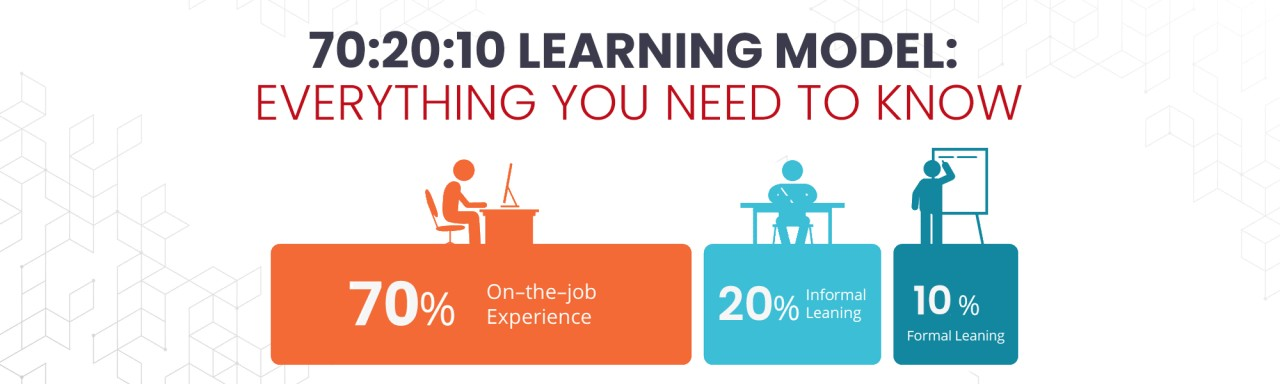 70:20:10 LEARNING MODEL:
EVERYTHING YOU NEED TO KNOW
70% On-the-job
Experience
20% Informal
Leaning
10 %
Formal Leaning